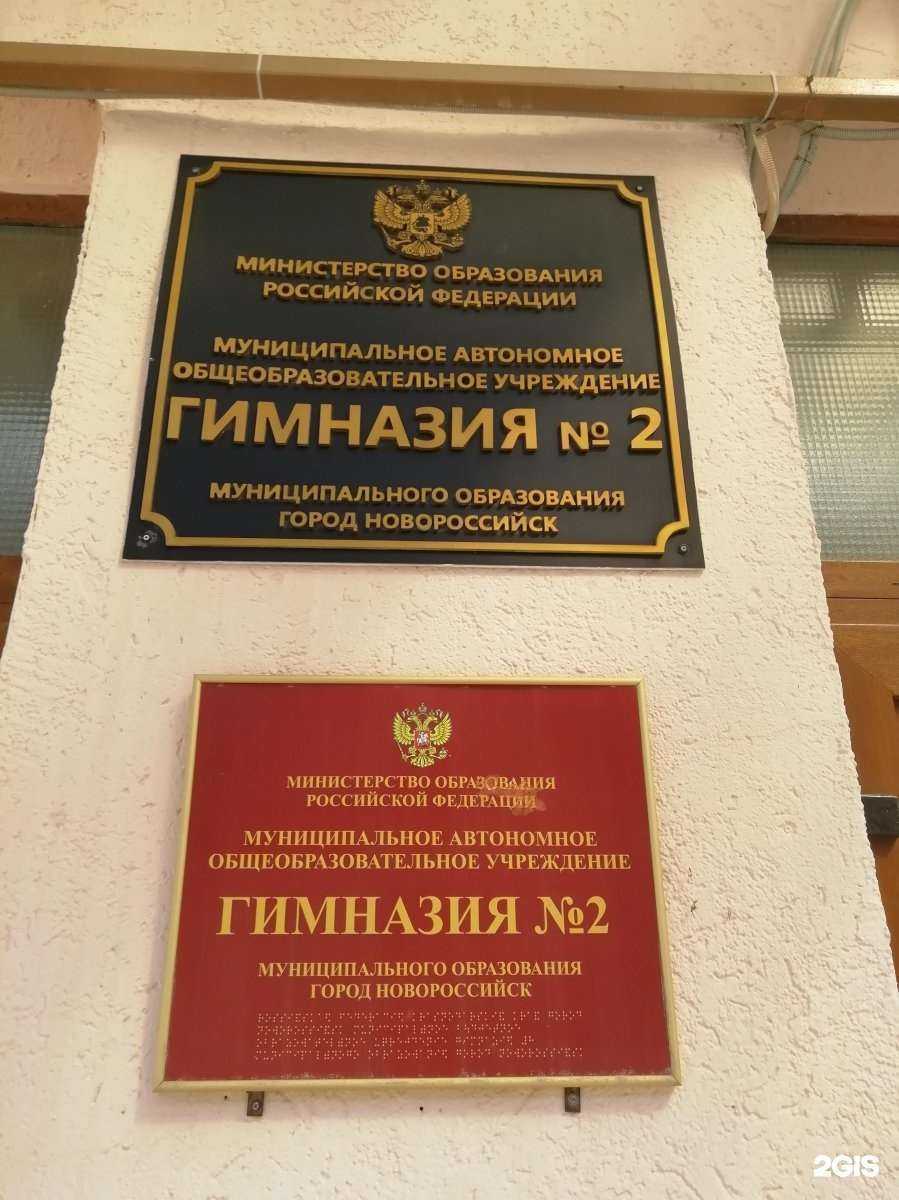 МИНИСТЕРСТВО ОБРАЗОВАНИЯ
РОССИЙСКОЙ ФЕДЕРАЦИИ
МУНИЦИПАЛЬНОЕ АВТОНОМНОЕ
ОБЩЕОБРАЗОВАТЕЛЬНОЕ УЧРЕЖДЕНИЕ
ГИМНАЗИЯ № 2
МУНИЦИПАЛЬНОГО ОБРАЗОВАНИЯ
ГОРОД НОВОРОССИЙСК
МИНИСТЕРСТВО ОБРАЗОВАНИЯ
РОССИЙСКОЙ ФЕДЕРАЦИИ
МУНИЦИПАЛЬНОЕ АВТОНОМНОЕ
ОБЩЕОБРАЗОВАТЕЛЬНОЕ УЧРЕЖДЕНИЕ
ГИМНАЗИЯ №2
МУНИЦИПАЛЬНОГО ОБРАЗОВАНИЯ
ГОРОД НОВОРОССИЙСК
2GIS